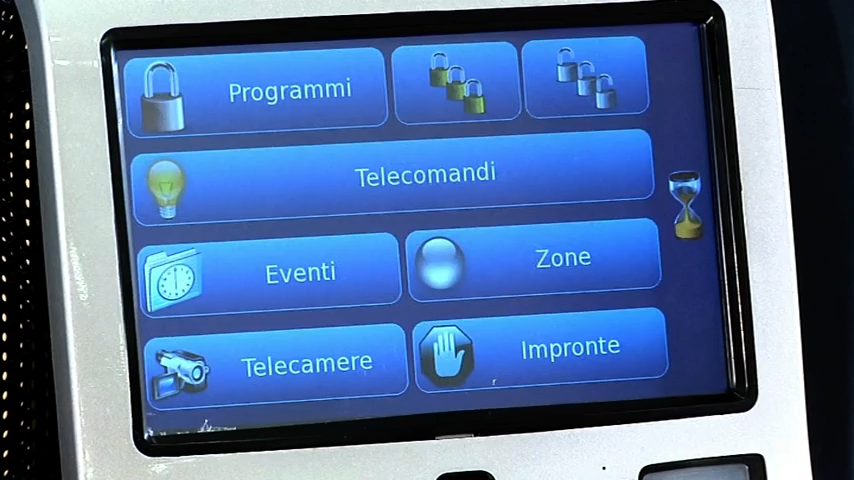 Programmi
Telecomandi
Eventi
Zone
Telecamere
Impronte